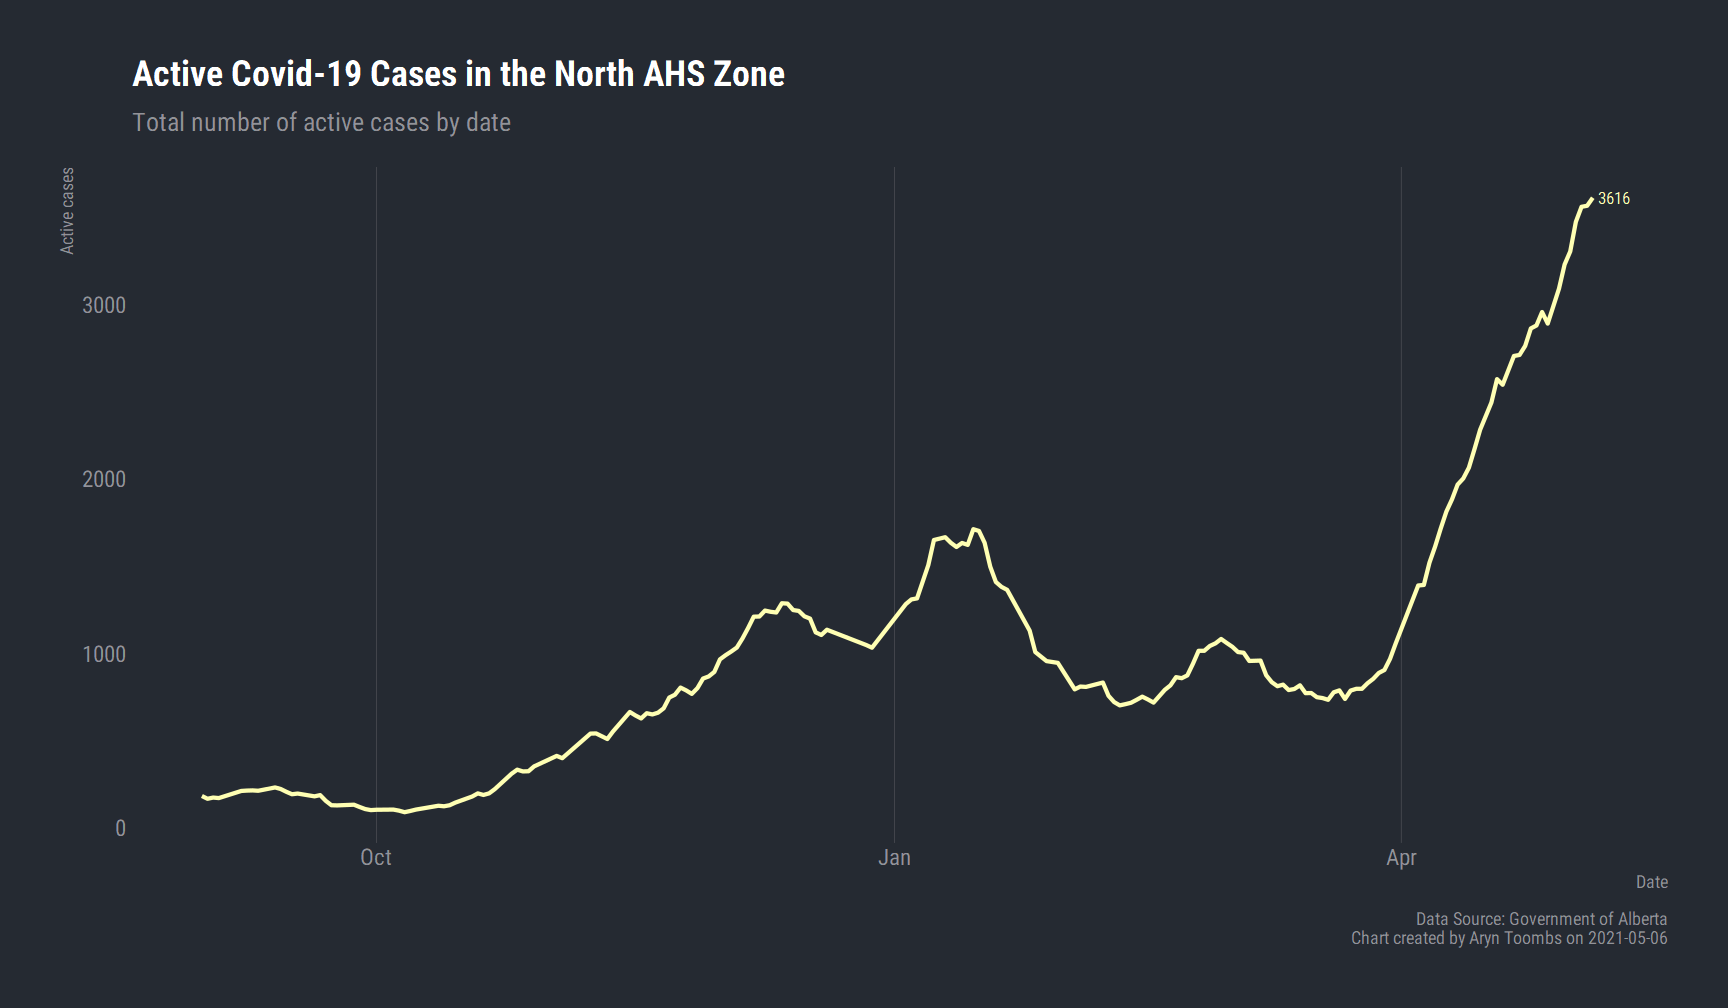 Active Covid-19 Cases in the North AHS Zone
Total number of active cases by date
Active cases
3616
3000
2000
1000
0
Oct
Jan
Apr
Date
Data Source: Government of Alberta
Chart created by Aryn Toombs on 2021-05-06